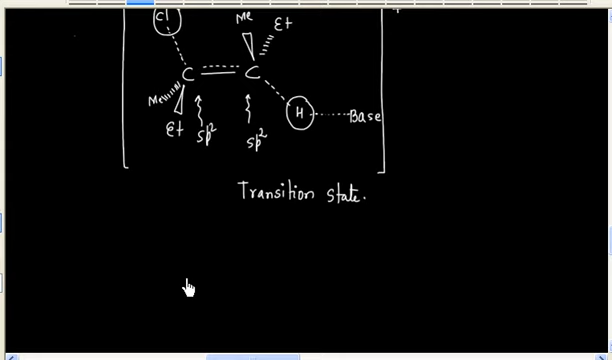 Cl
Me
Et
C
C
Me
Et
H
Base
sp²
sp²
Transition state.